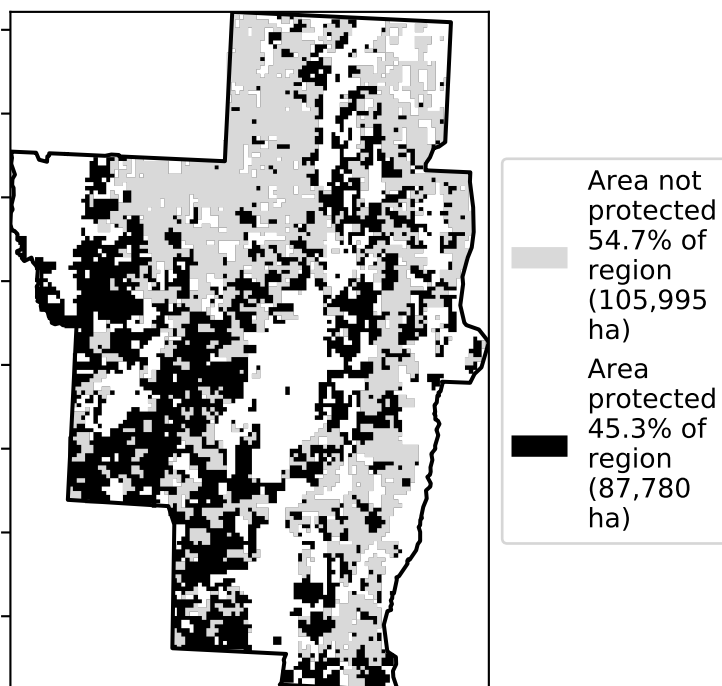 Area not
protected
54.7% of
region
(105,995
ha)
Area
protected
45.3% of
region
(87,780
ha)